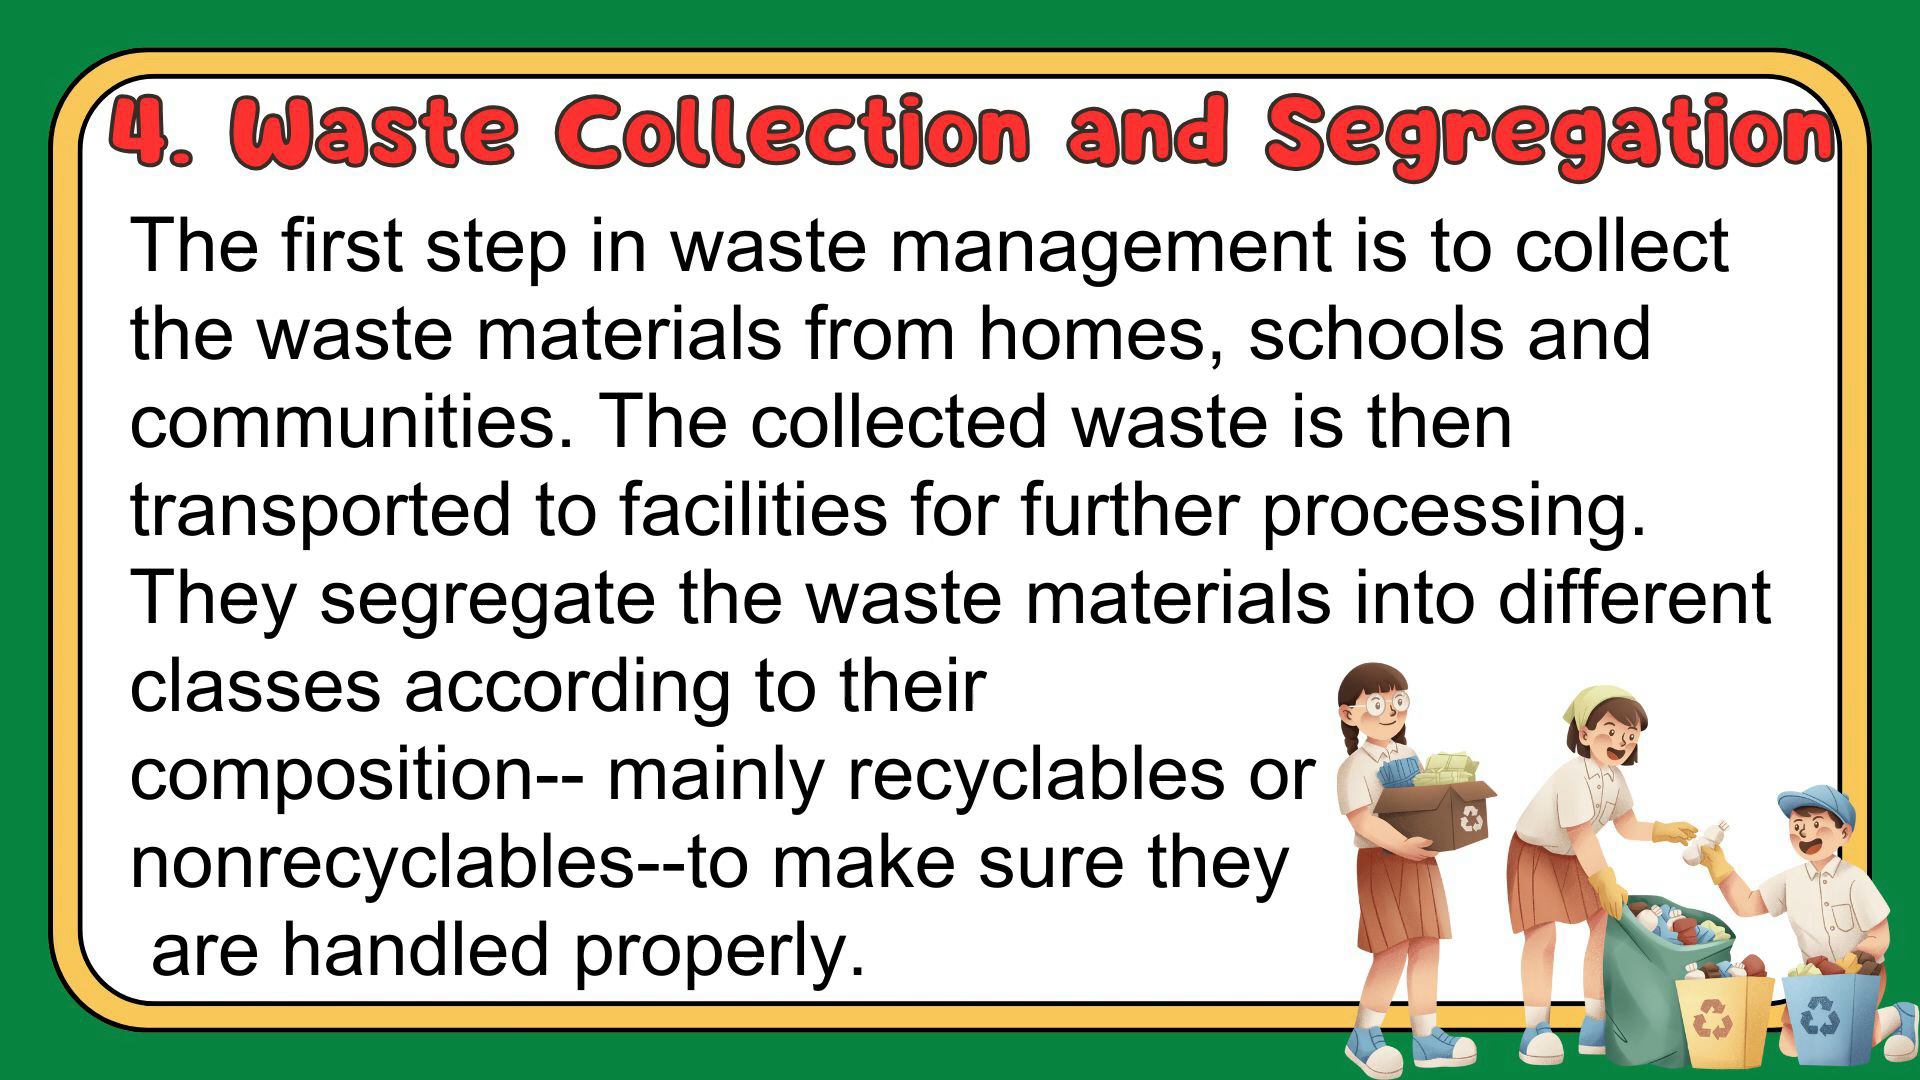 4. Waste Collection and Segregation
The first step in waste management is to collect
the waste materials from homes, schools and
communities. The collected waste is then
transported to facilities for further processing.
They segregate the waste materials into different
classes according to their
composition-- mainly recyclables or
nonrecyclables--to make sure they
are handled properly.